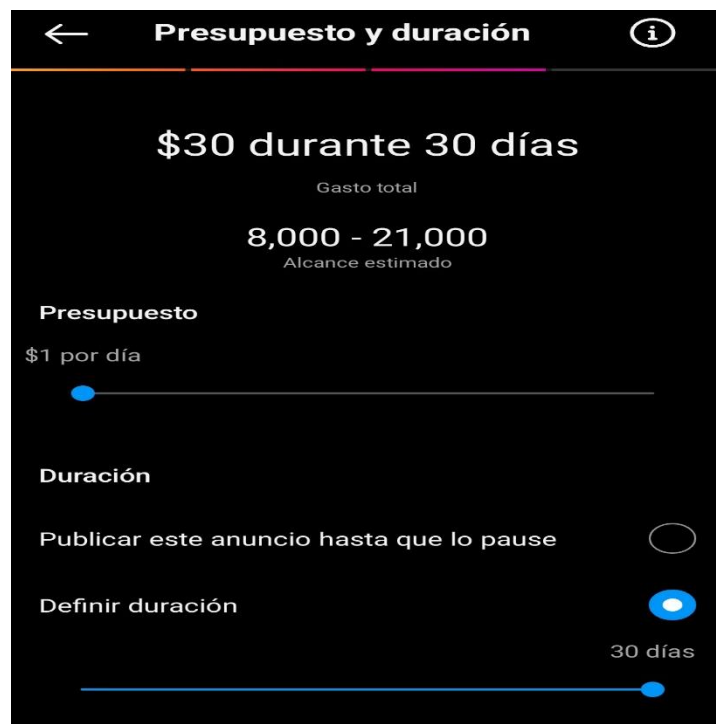 Presupuesto y duración
$30 durante 30 días
Gasto total
8,000 - 21,000
Alcance estimado
Presupuesto
$1 por día
Duración
Publicar este anuncio hasta que lo pause
Definir duración
30 días